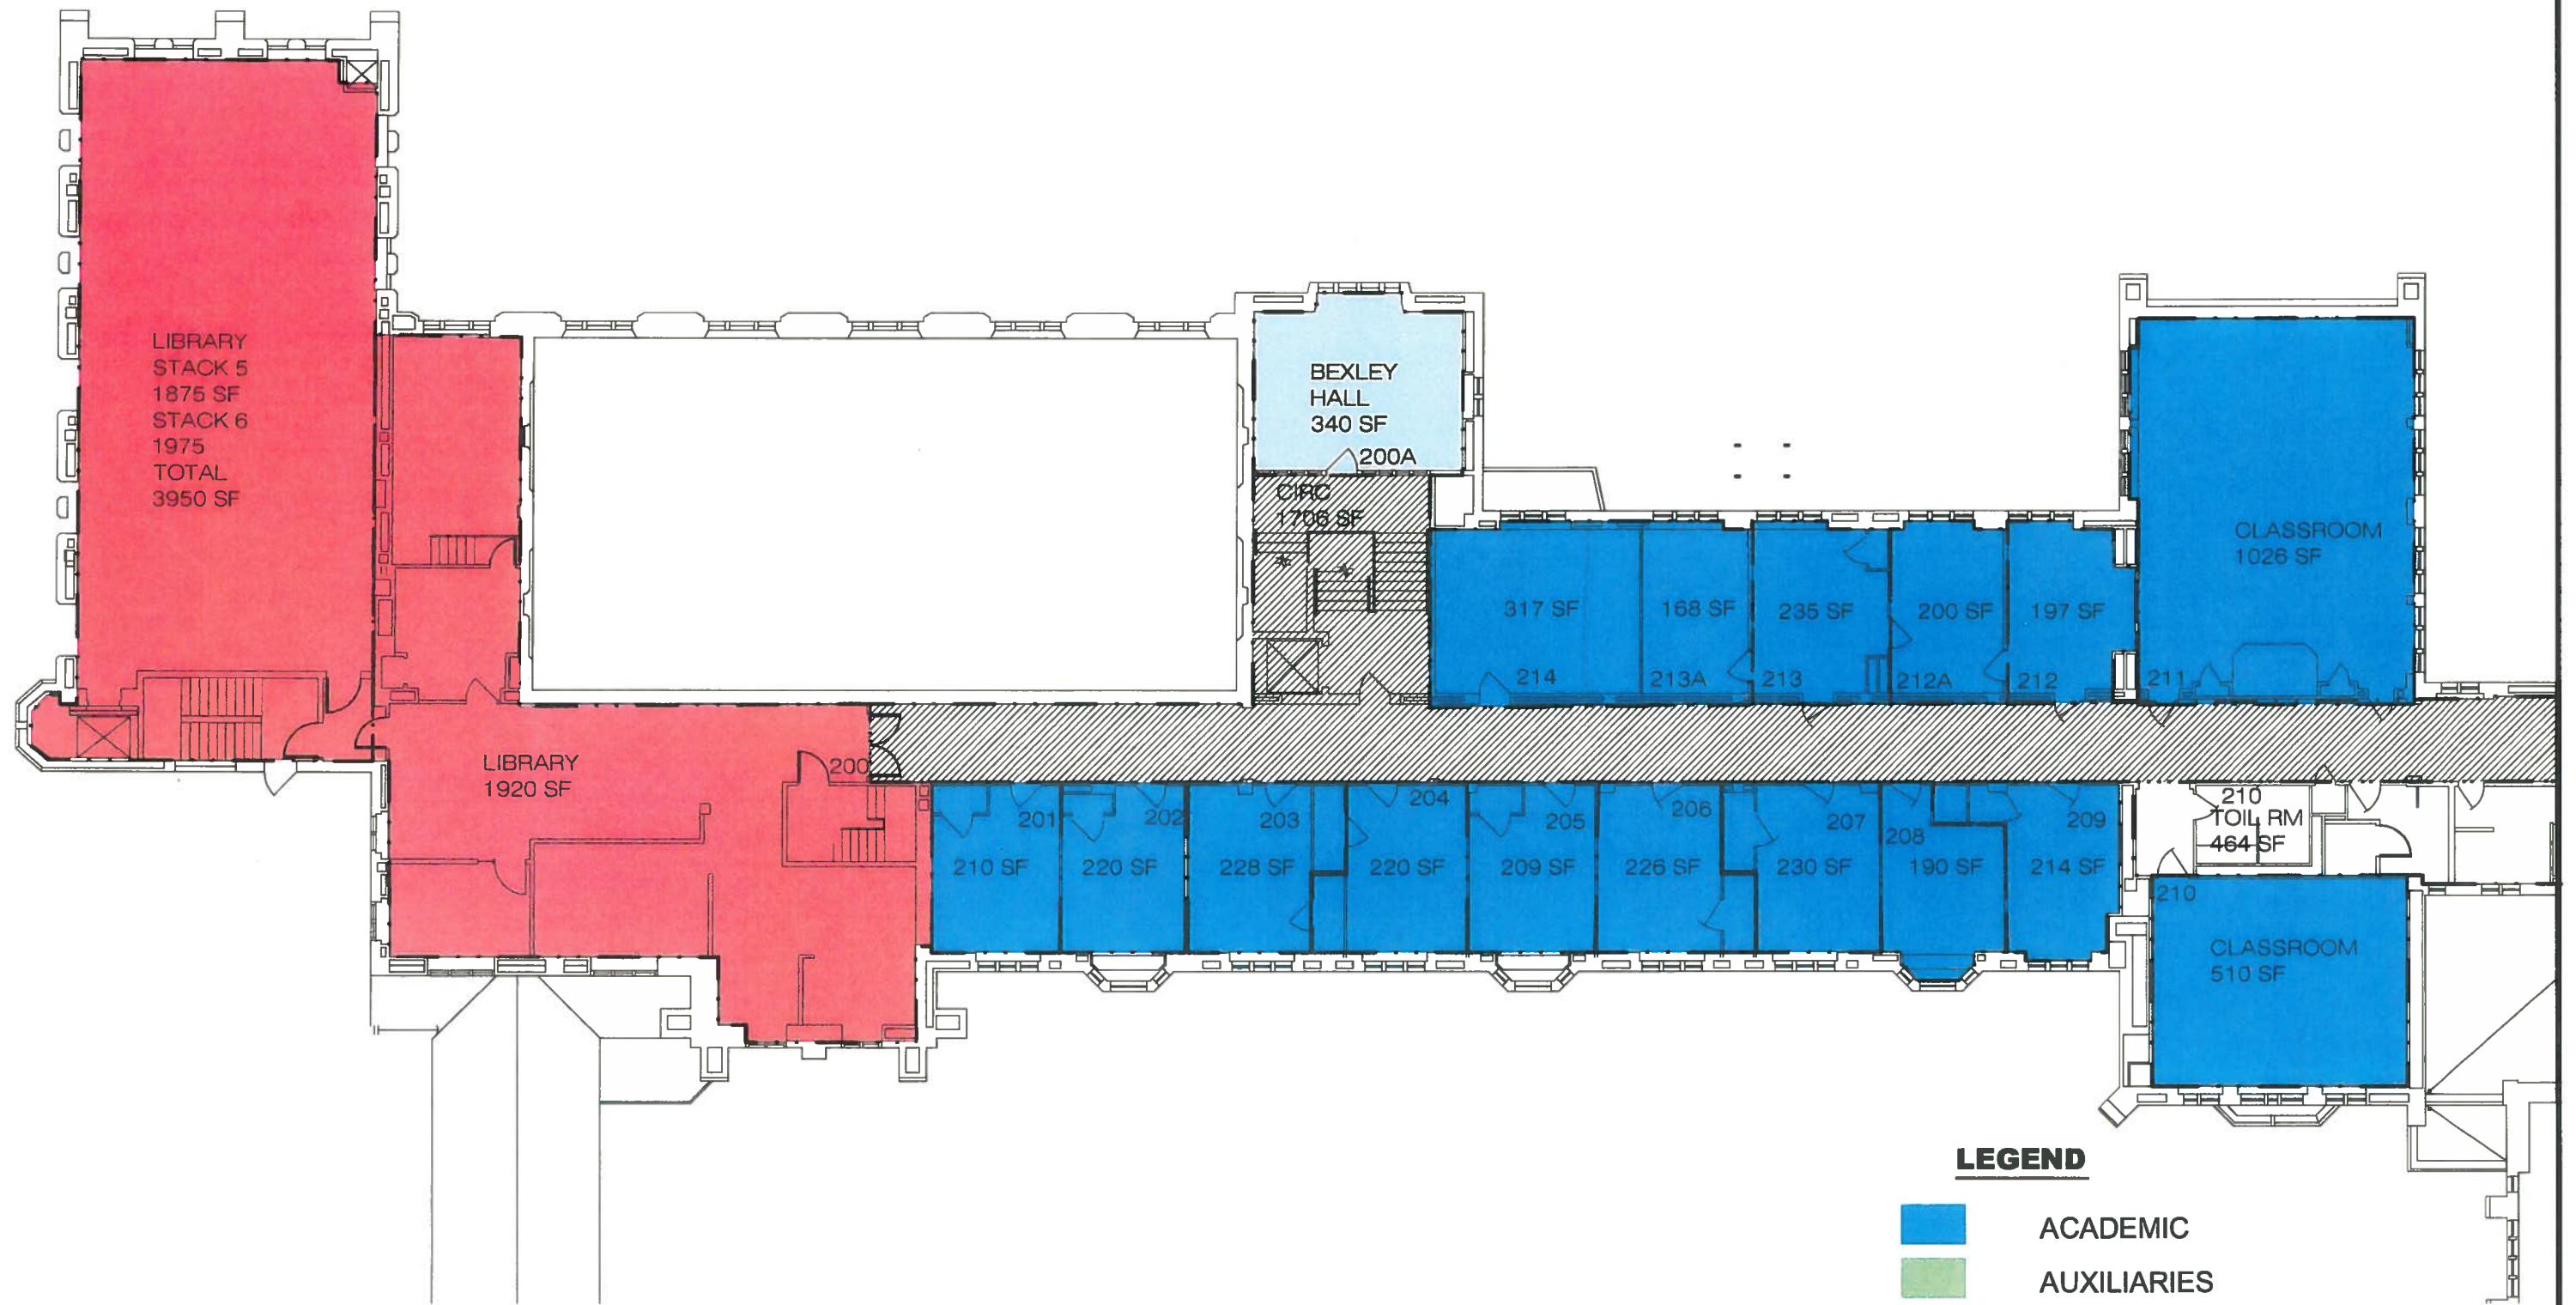 LIBRARY
STACK 5
1875 SF
STACK 6
1975
TOTAL
3950 SF
BEXLEY
HALL
340 SF
200A
CIRC
1706 SF
317 SF
214
168 SF
213A
235 SF
213
200 SF
212A
197 SF
212
CLASSROOM
1026 SF
211
LIBRARY
1920 SF
200
201
210 SF
202
220 SF
203
228 SF
204
220 SF
205
209 SF
206
226 SF
207
230 SF
208
190 SF
209
214 SF
210
TOIL RM
464 SF
210
CLASSROOM
510 SF
LEGEND
ACADEMIC
AUXILIARIES